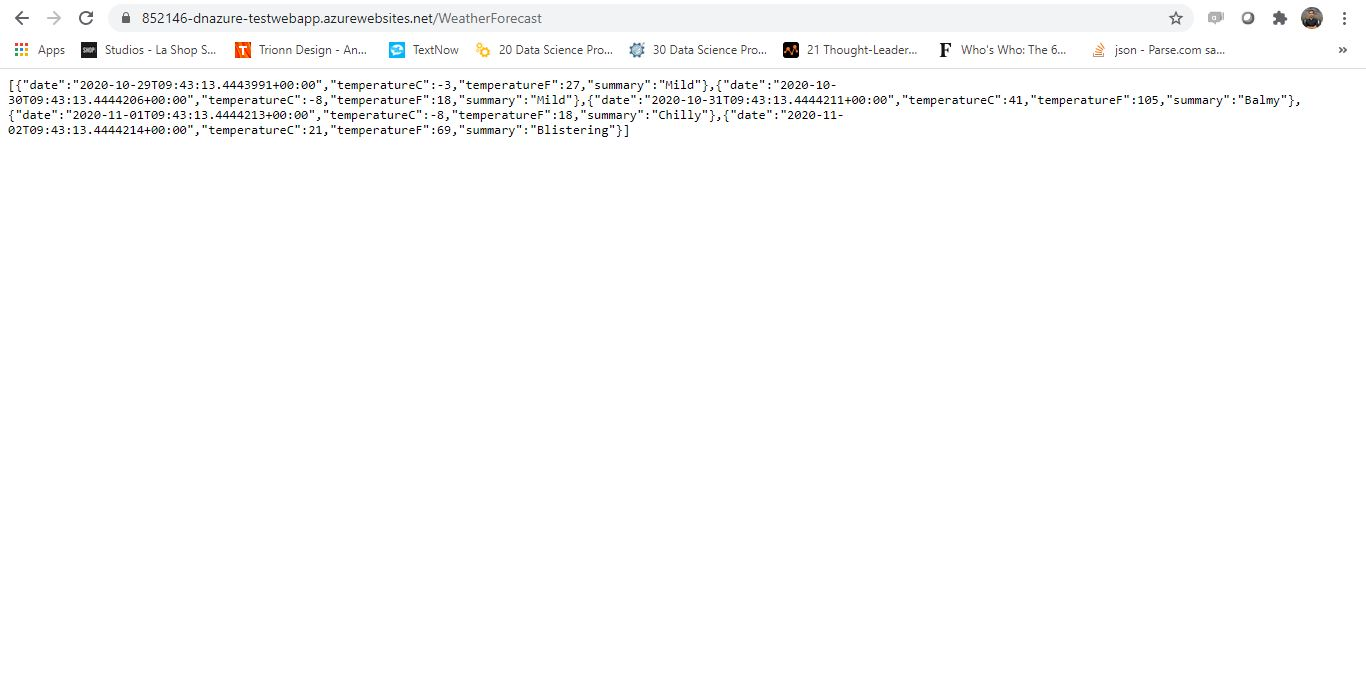 852146-dnazure-testwebapp.azurewebsites.net/WeatherForecast
Apps SHOP Studios - La Shop S... T Trionn Design - An... TextNow 20 Data Science Pro... 30 Data Science Pro... 21 Thought-Leader... F Who's Who: The 6... json - Parse.com sa... »
[{"date":"2020-10-29T09:43:13.4443991+00:00","temperatureC":-3,"temperatureF":27,"summary":"Mild"},{"date":"2020-10-
30T09:43:13.4444206+00:00","temperatureC":-8,"temperatureF":18,"summary":"Mild"},{"date":"2020-10-31T09:43:13.4444211+00:00","temperatureC":41,"temperatureF":105,"summary":"Balmy"},
{"date":"2020-11-01T09:43:13.4444213+00:00","temperatureC":-8,"temperatureF":18,"summary":"Chilly"},{"date":"2020-11-
02T09:43:13.4444214+00:00","temperatureC":21,"temperatureF":69,"summary":"Blistering"}]